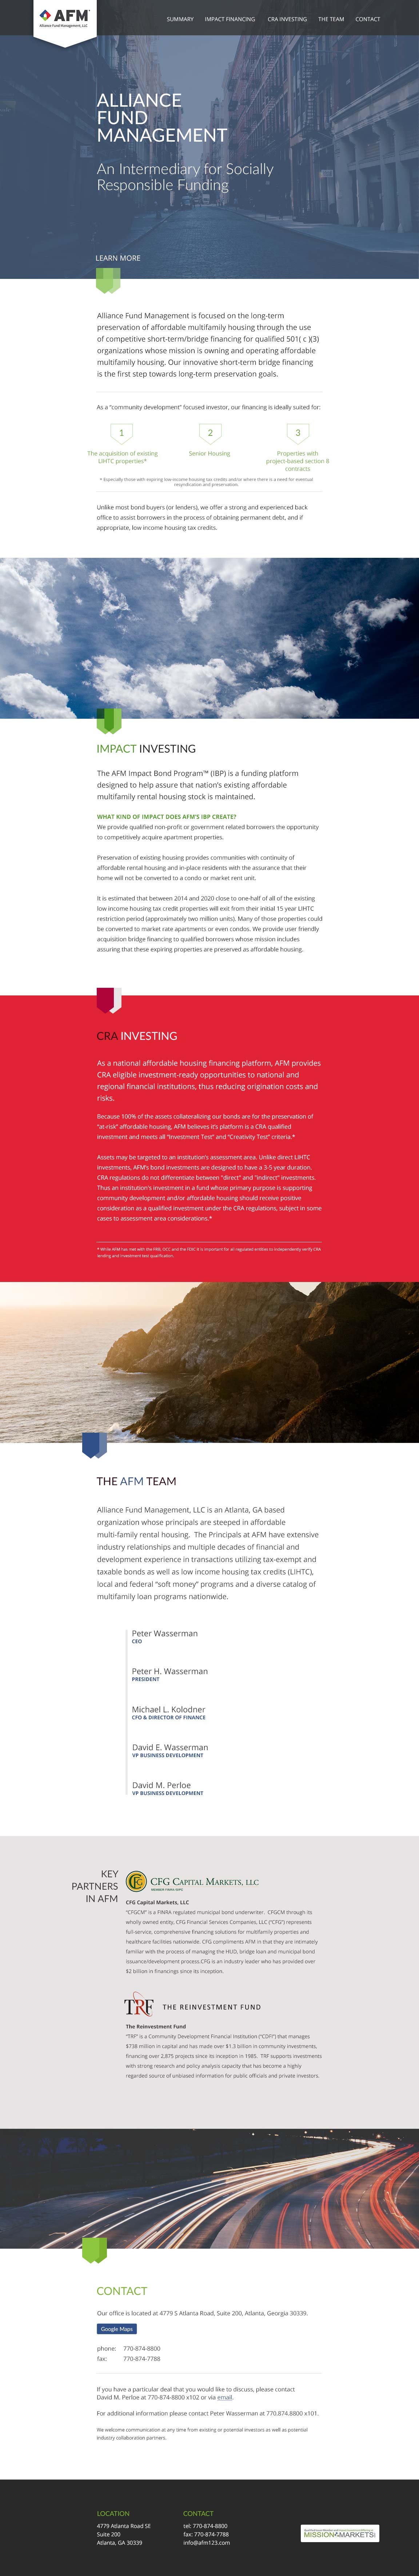 AFM
Alliance Fund Management, LLC
SUMMARY IMPACT FINANCING CRA INVESTING THE TEAM CONTACT
ALLIANCE
FUND
MANAGEMENT
An Intermediary for Socially
Responsible Funding
LEARN MORE
Alliance Fund Management is focused on the long-term
preservation of affordable multifamily housing through the use
of competitive short-term/bridge financing for qualified 501( c )(3)
organizations whose mission is owning and operating affordable
multifamily housing. Our innovative short-term bridge financing
is the first step towards long-term preservation goals.
As a "community development" focused investor, our financing is ideally suited for:
1
The acquisition of existing
LIHTC properties*
2
Senior Housing
3
Properties with
project-based section 8
contracts
* Especially those with expiring low-income housing tax credits and/or where there is a need for eventual
resyndication and preservation.
Unlike most bond buyers (or lenders), we offer a strong and experienced back
office to assist borrowers in the process of obtaining permanent debt, and if
appropriate, low income housing tax credits.
IMPACT INVESTING
The AFM Impact Bond Program™ (IBP) is a funding platform
designed to help assure that nation's existing affordable
multifamily rental housing stock is maintained.
WHAT KIND OF IMPACT DOES AFM'S IBP CREATE?
We provide qualified non-profit or government related borrowers the opportunity
to competitively acquire apartment properties.
Preservation of existing housing provides communities with continuity of
affordable rental housing and in-place residents with the assurance that their
home will not be converted to a condo or market rent unit.
It is estimated that between 2014 and 2020 close to one-half of all of the existing
low income housing tax credit properties will exit from their initial 15 year LIHTC
restriction period (approximately two million units). Many of those properties could
be converted to market rate apartments or even condos. We provide user friendly
acquisition bridge financing to qualified borrowers whose mission includes
assuring that these expiring properties are preserved as affordable housing.
CRA INVESTING
As a national affordable housing financing platform, AFM provides
CRA eligible investment-ready opportunities to national and
regional financial institutions, thus reducing origination costs and
risks.
Because 100% of the assets collateralizing our bonds are for the preservation of
"at-risk" affordable housing, AFM believes it's platform is a CRA qualified
investment and meets all "Investment Test" and "Creativity Test" criteria.*
Assets may be targeted to an institution's assessment area. Unlike direct LIHTC
investments, AFM's bond investments are designed to have a 3-5 year duration.
CRA regulations do not differentiate between "direct" and "indirect" investments.
Thus an institution's investment in a fund whose primary purpose is supporting
community development and/or affordable housing should receive positive
consideration as a qualified investment under the CRA regulations, subject in some
cases to assessment area considerations.*
* While AFM has met with the FRB, OCC and the FDIC it is important for all regulated entities to independently verify CRA
lending and investment test qualification.
THE AFM TEAM
Alliance Fund Management, LLC is an Atlanta, GA based
organization whose principals are steeped in affordable
multi-family rental housing. The Principals at AFM have extensive
industry relationships and multiple decades of financial and
development experience in transactions utilizing tax-exempt and
taxable bonds as well as low income housing tax credits (LIHTC),
local and federal "soft money" programs and a diverse catalog of
multifamily loan programs nationwide.
Peter Wasserman
CEO
Peter H. Wasserman
PRESIDENT
Michael L. Kolodner
CFO & DIRECTOR OF FINANCE
David E. Wasserman
VP BUSINESS DEVELOPMENT
David M. Perloe
VP BUSINESS DEVELOPMENT
KEY
PARTNERS
IN AFM
CFG CAPITAL MARKETS, LLC
MEMBER FINRA SIPC
CFG Capital Markets, LLC
"CFGCM" is a FINRA regulated municipal bond underwriter. CFGCM through its
wholly owned entity, CFG Financial Services Companies, LLC ("CFG") represents
full-service, comprehensive financing solutions for multifamily properties and
healthcare facilities nationwide. CFG compliments AFM in that they are intimately
familiar with the process of managing the HUD, bridge loan and municipal bond
issuance/development process.CFG is an industry leader who has provided over
$2 billion in financings since its inception.
TRF THE REINVESTMENT FUND
The Reinvestment Fund
"TRF" is a Community Development Financial Institution ("CDFI") that manages
$738 million in capital and has made over $1.3 billion in community investments,
financing over 2,875 projects since its inception in 1985. TRF supports investments
with strong research and policy analysis capacity that has become a highly
regarded source of unbiased information for public officials and private investors.
CONTACT
Our office is located at 4779 S Atlanta Road, Suite 200, Atlanta, Georgia 30339.
Google Maps
phone: 770-874-8800
fax: 770-874-7788
If you have a particular deal that you would like to discuss, please contact
David M. Perloe at 770-874-8800 x102 or via email.
For additional information please contact Peter Wasserman at 770.874.8800 x101.
We welcome communication at any time from existing or potential investors as well as potential
industry collaboration partners.
LOCATION
4779 Atlanta Road SE
Suite 200
Atlanta, GA 30339
CONTACT
tel: 770-874-8800
fax: 770-874-7788
info@afm123.com
MISSION MARKETS